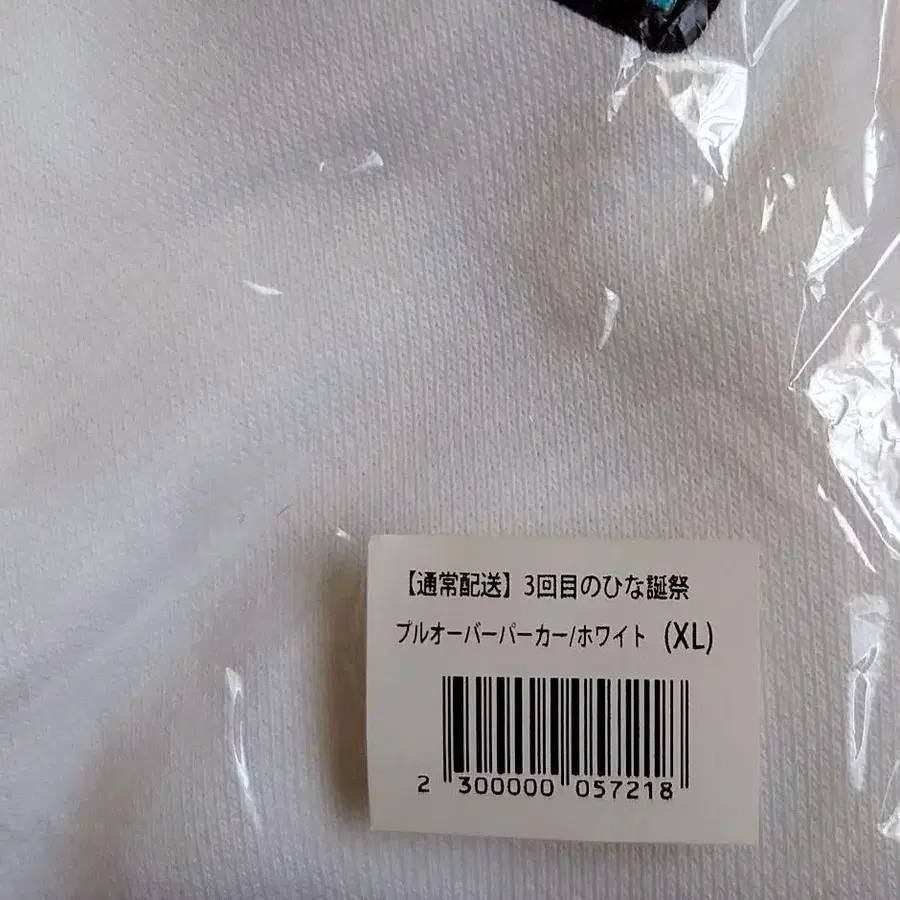 【通常配送】3回目のひな誕祭
プルオーバーパーカー/ホワイト (XL)
2 300000 057218